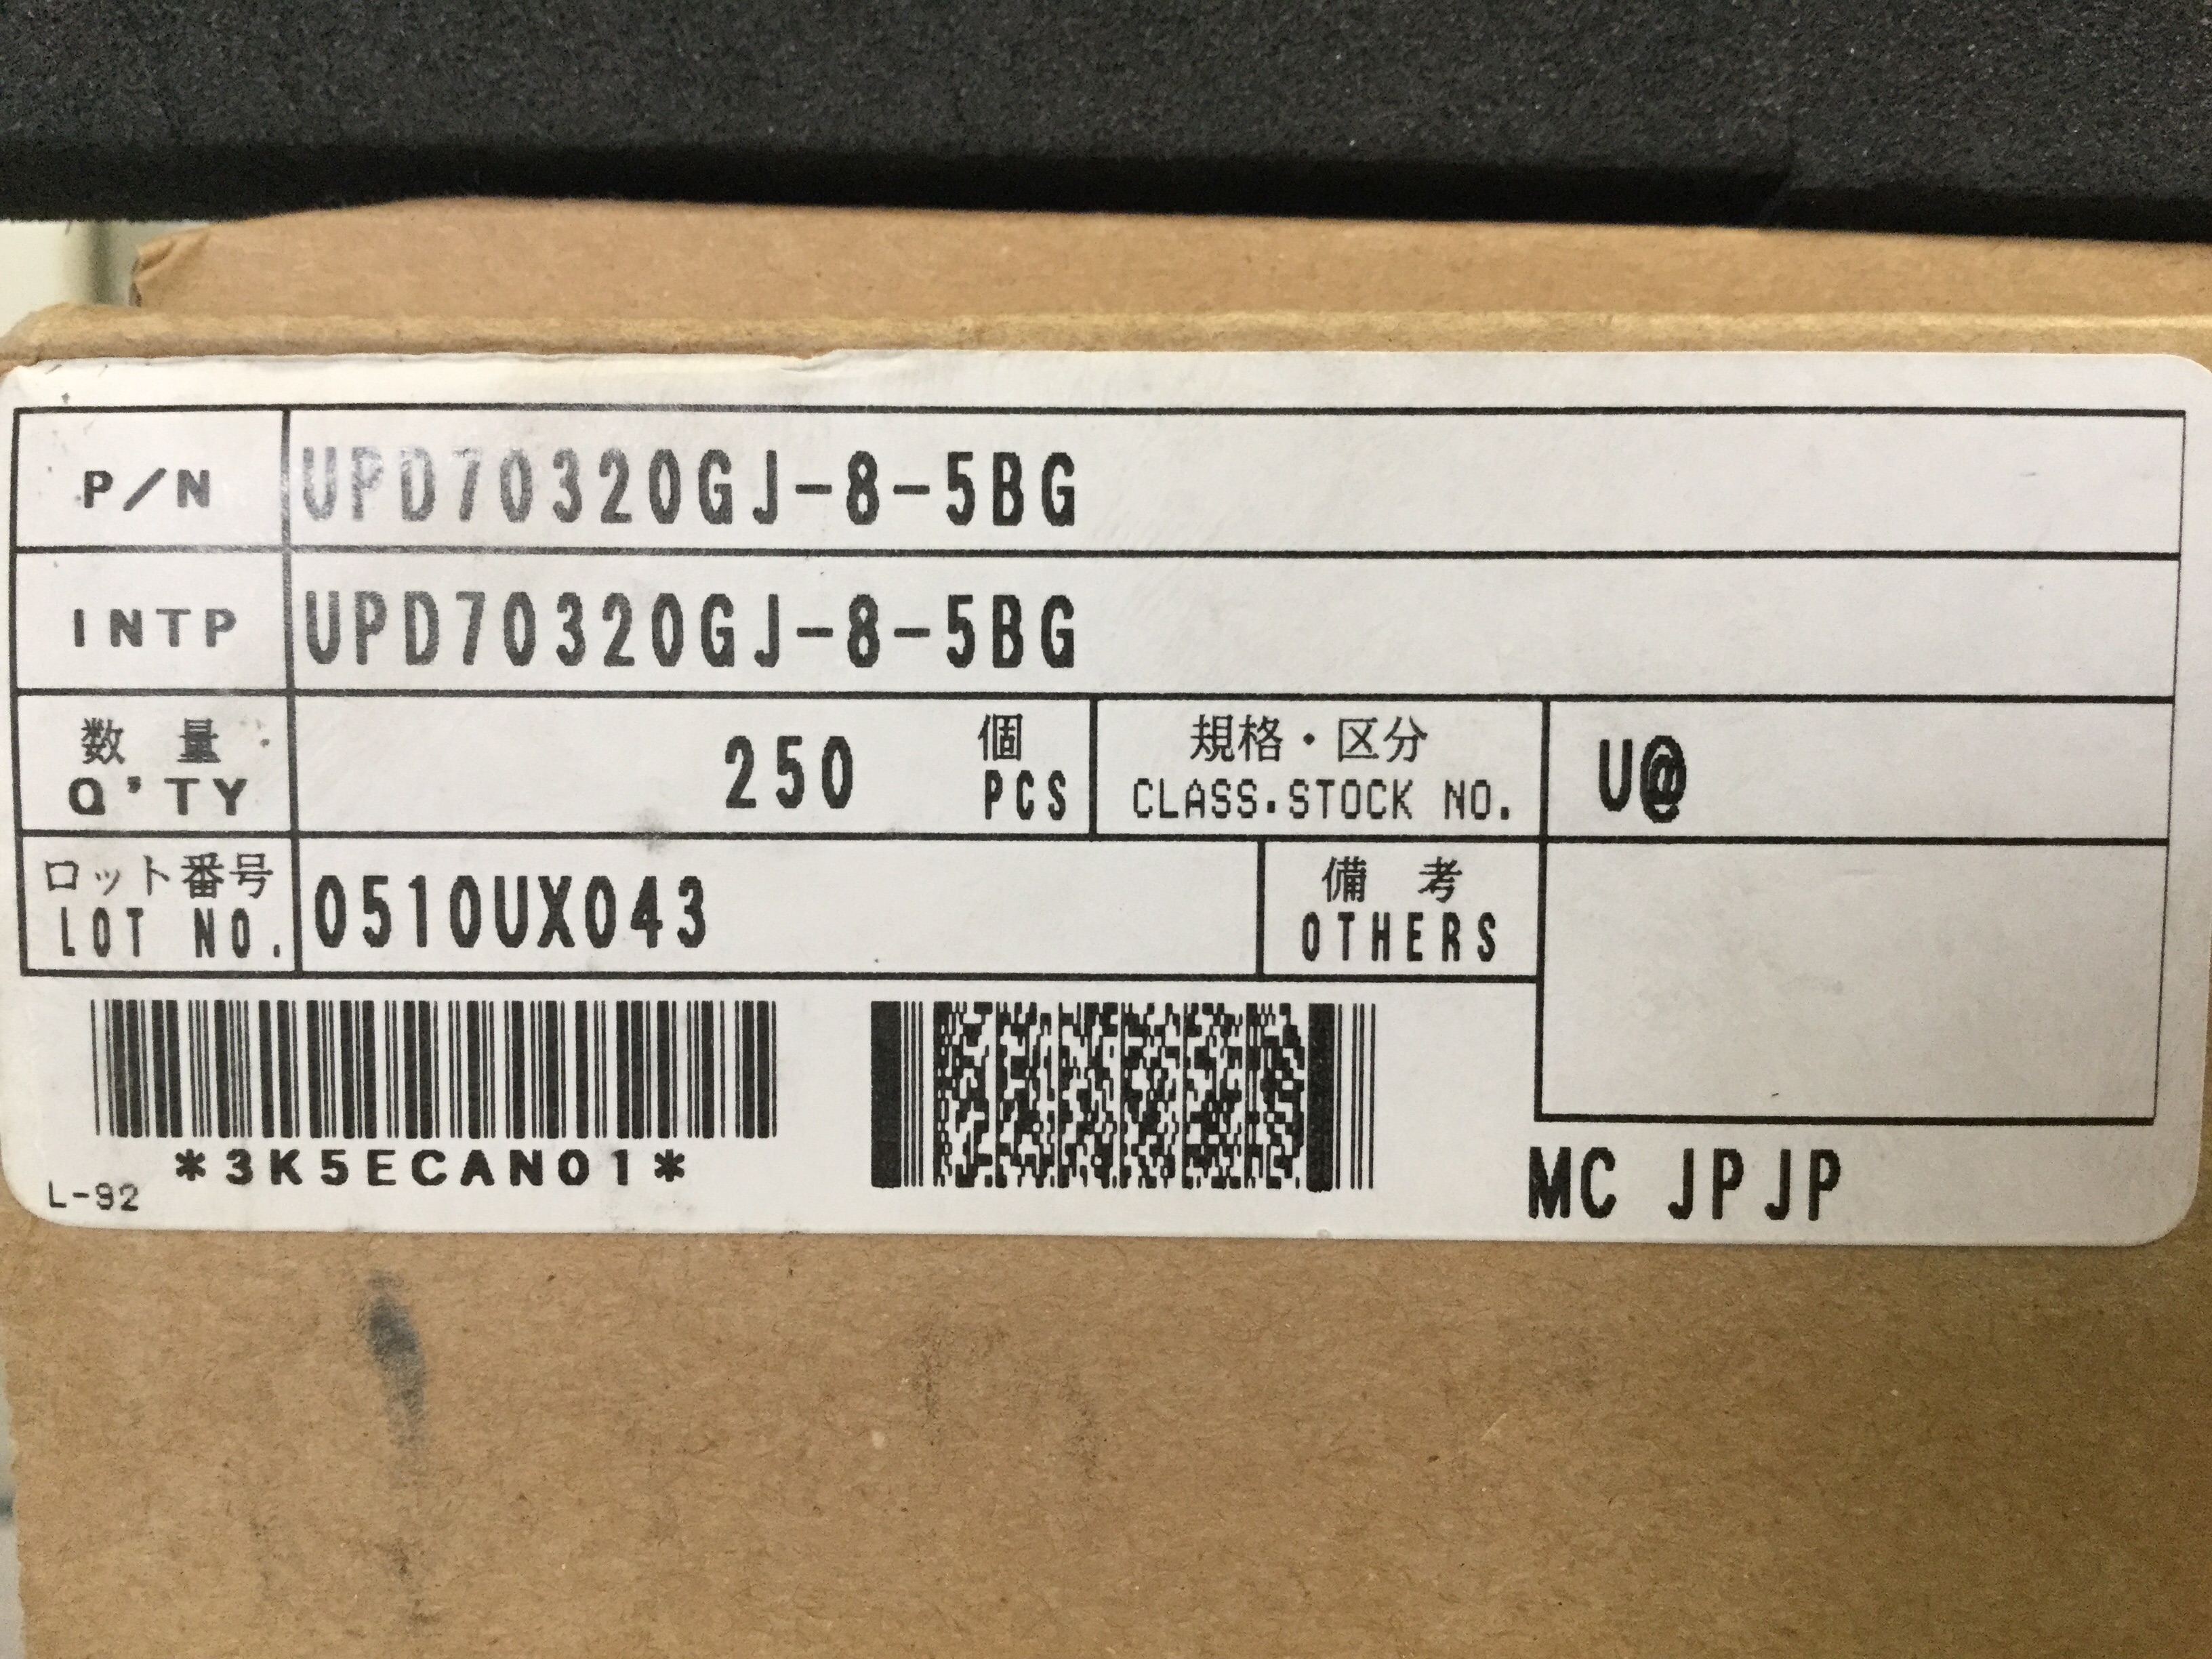 P/N UPD70320GJ-8-5BG
INTP UPD70320GJ-8-5BG
数 量 250 個 規格・区分 U@
Q'TY PCS CLASS.STOCK NO.
ロット番号 0510UX043 備 考
LOT NO. OTHERS
*3K5ECAN01*
L-92
MC JPJP